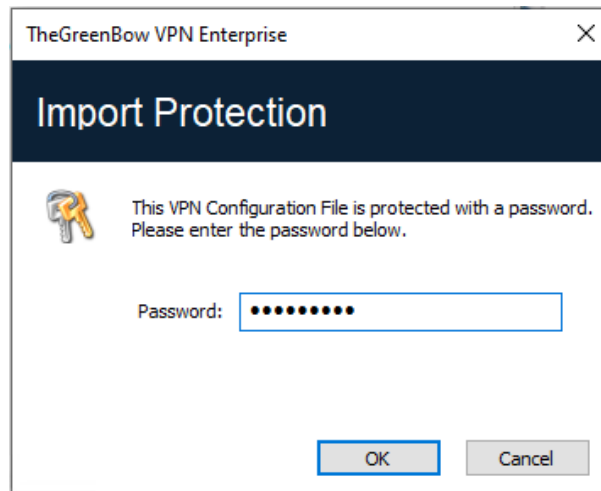 TheGreenBow VPN Enterprise
Import Protection
This VPN Configuration File is protected with a password.
Please enter the password below.
Password: •••••••••
OK Cancel